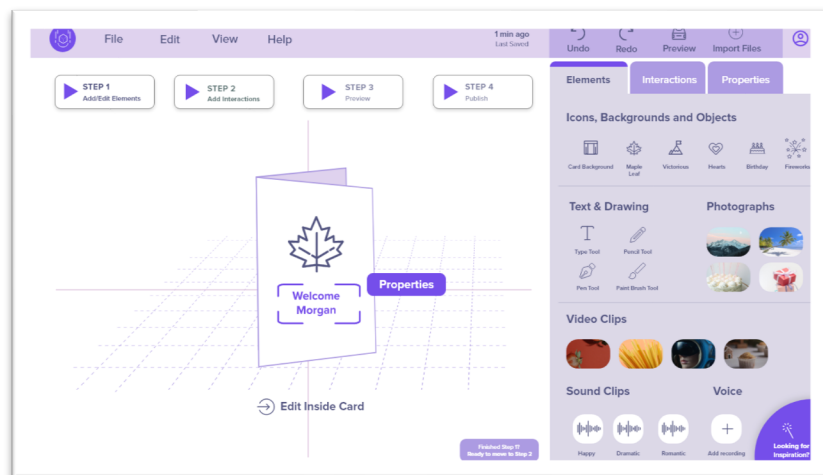 File Edit View Help
1 min ago
Last Saved
Undo Redo Preview Import Files
STEP 1
Add/Edit Elements
STEP 2
Add Interactions
STEP 3
Preview
STEP 4
Publish
Elements Interactions Properties
Icons, Backgrounds and Objects
Card Background
Maple
Leaf
Victorious
Hearts
Birthday
Fireworks
Text & Drawing
Type Tool
Pencil Tool
Pen Tool
Paint Brush Tool
Photographs
Welcome
Morgan
Properties
Edit Inside Card
Video Clips
Sound Clips
Happy
Dramatic
Romantic
Voice
Add recording
Looking for
Inspiration?
Ready to move to Step 2